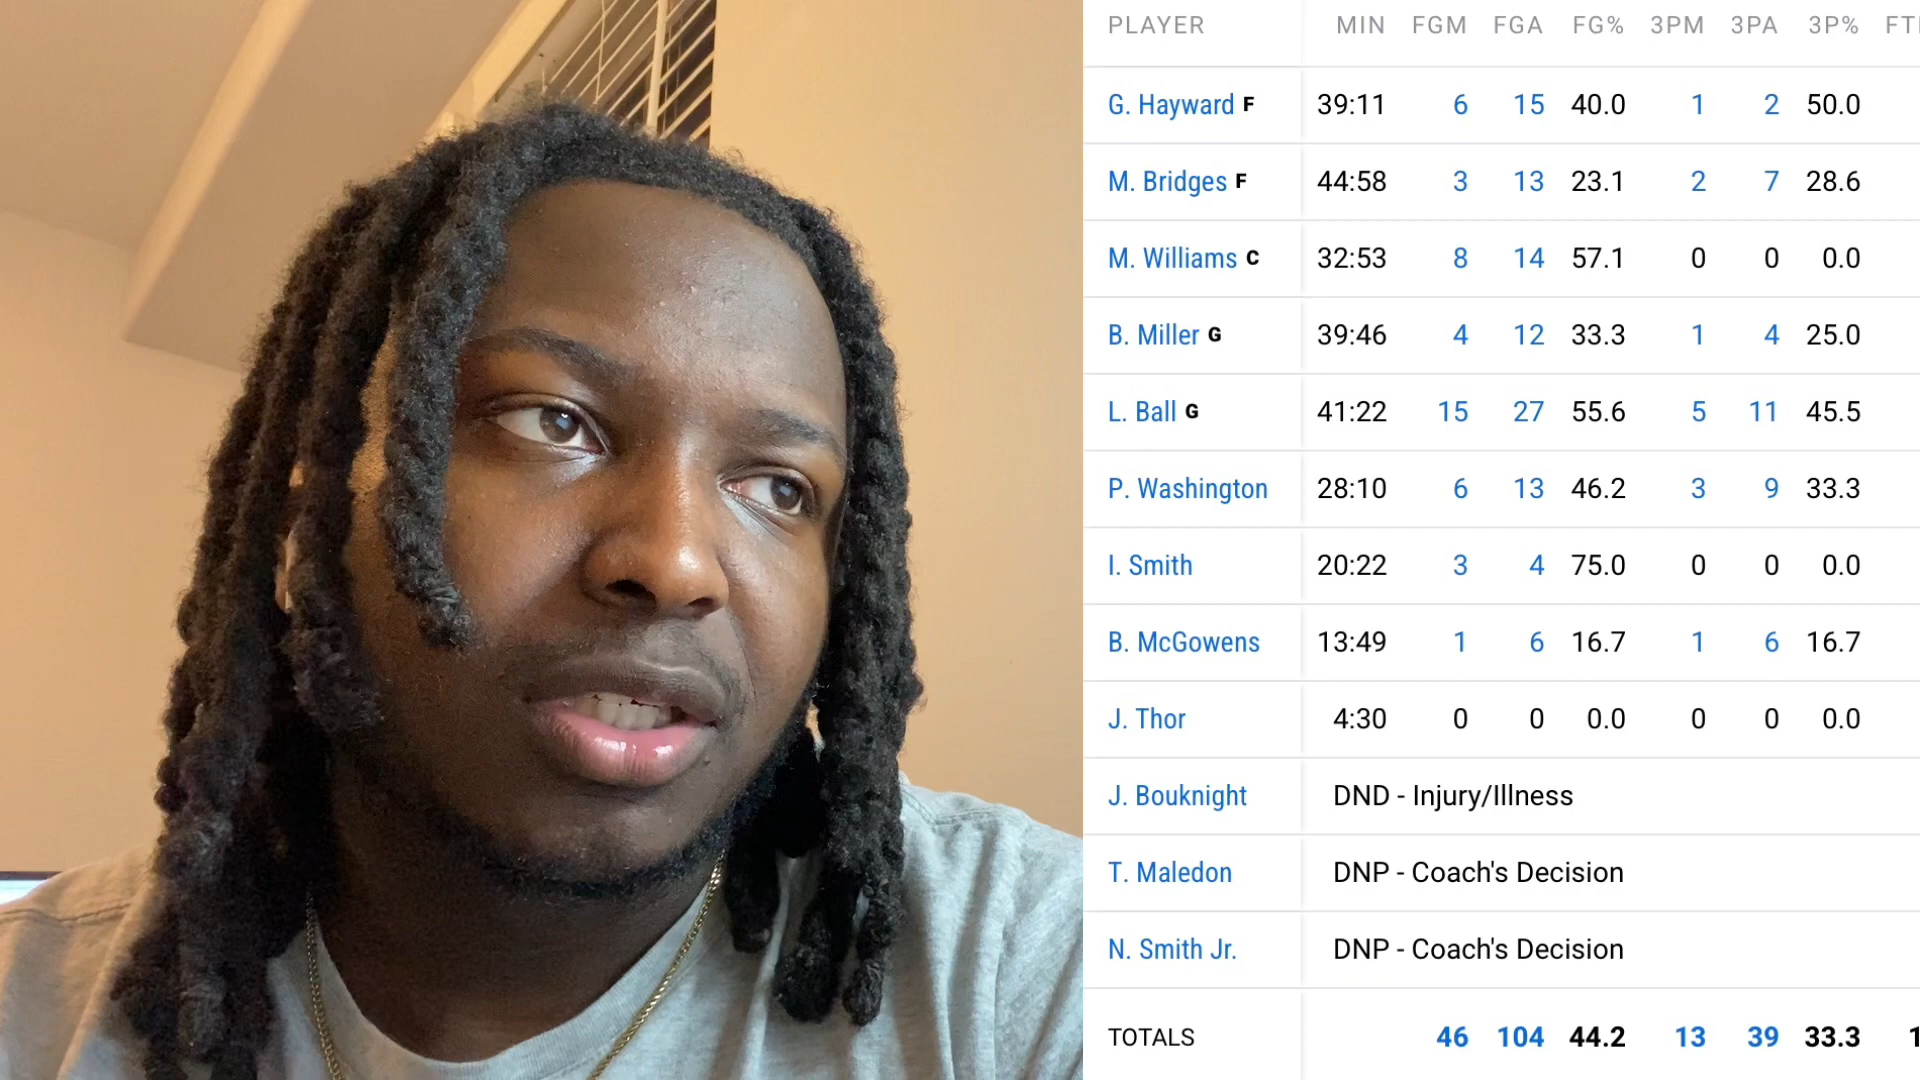 PLAYER MIN FGM FGA FG% 3PM 3PA 3P%
G. Hayward F 39:11 6 15 40.0 1 2 50.0
M. Bridges F 44:58 3 13 23.1 2 7 28.6
M. Williams C 32:53 8 14 57.1 0 0 0.0
B. Miller G 39:46 4 12 33.3 1 4 25.0
L. Ball G 41:22 15 27 55.6 5 11 45.5
P. Washington 28:10 6 13 46.2 3 9 33.3
I. Smith 20:22 3 4 75.0 0 0 0.0
B. McGowens 13:49 1 6 16.7 1 6 16.7
J. Thor 4:30 0 0 0.0 0 0 0.0
J. Bouknight DND - Injury/Illness
T. Maledon DNP - Coach's Decision
N. Smith Jr. DNP - Coach's Decision
TOTALS 46 104 44.2 13 39 33.3